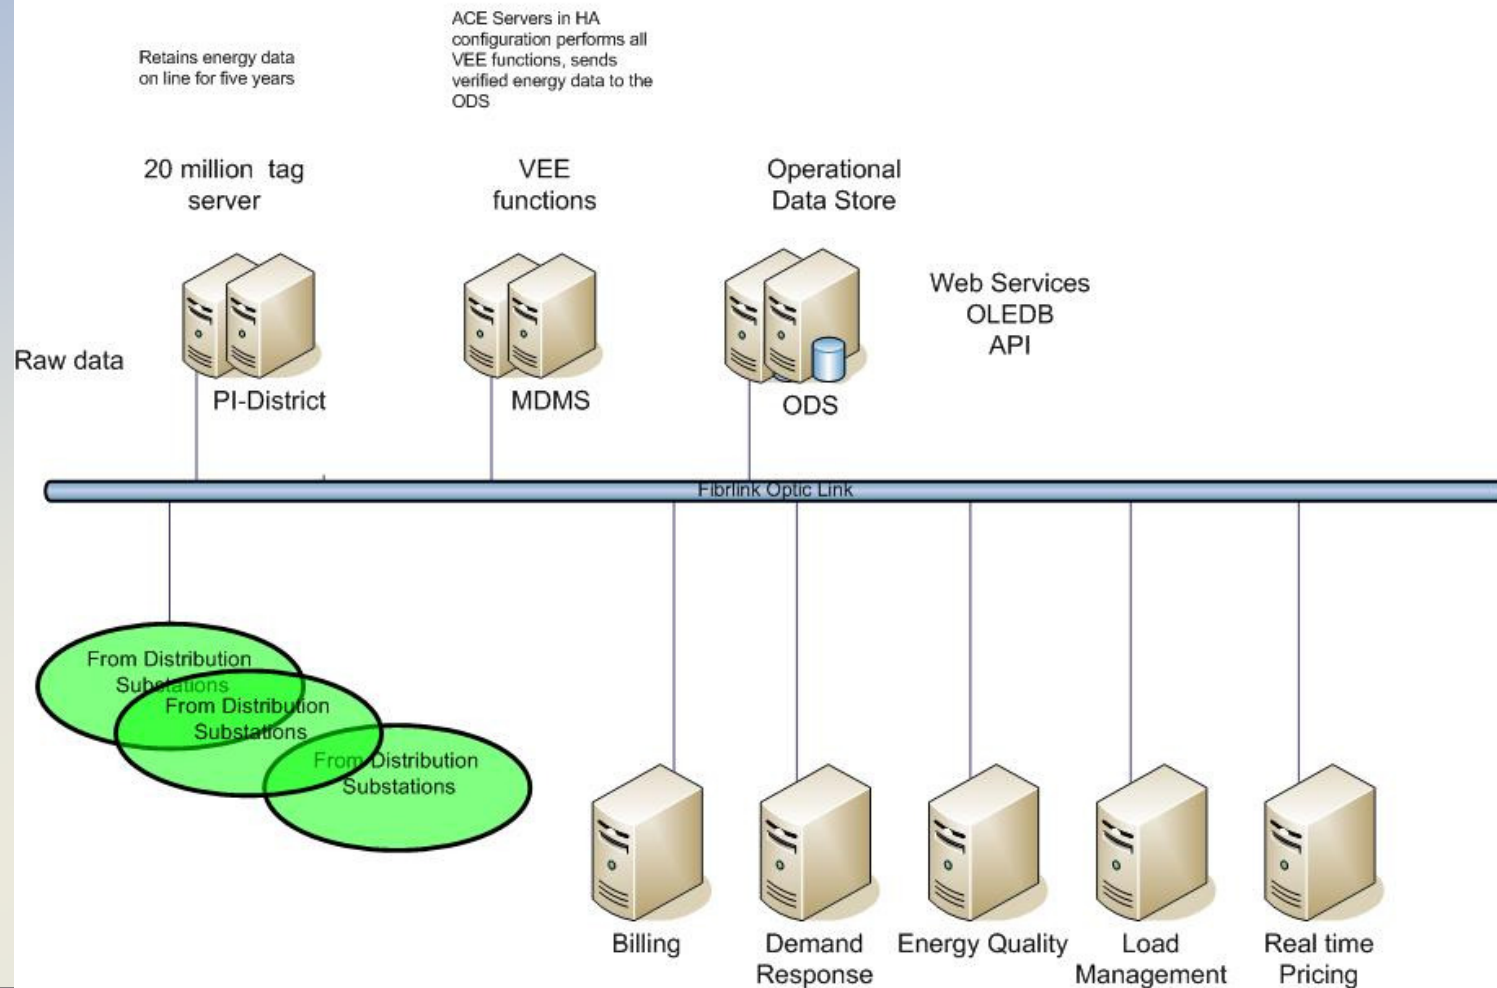 Retains energy data
on line for five years
ACE Servers in HA
configuration performs all
VEE functions, sends
verified energy data to the
ODS
20 million tag
server
VEE
functions
Operational
Data Store
Web Services
OLEDB
API
Raw data
PI-District
MDMS
ODS
Fibrlink Optic Link
From Distribution
Substations
From Distribution
Substations
From Distribution
Substations
Billing
Demand
Response
Energy Quality
Load
Management
Real time
Pricing